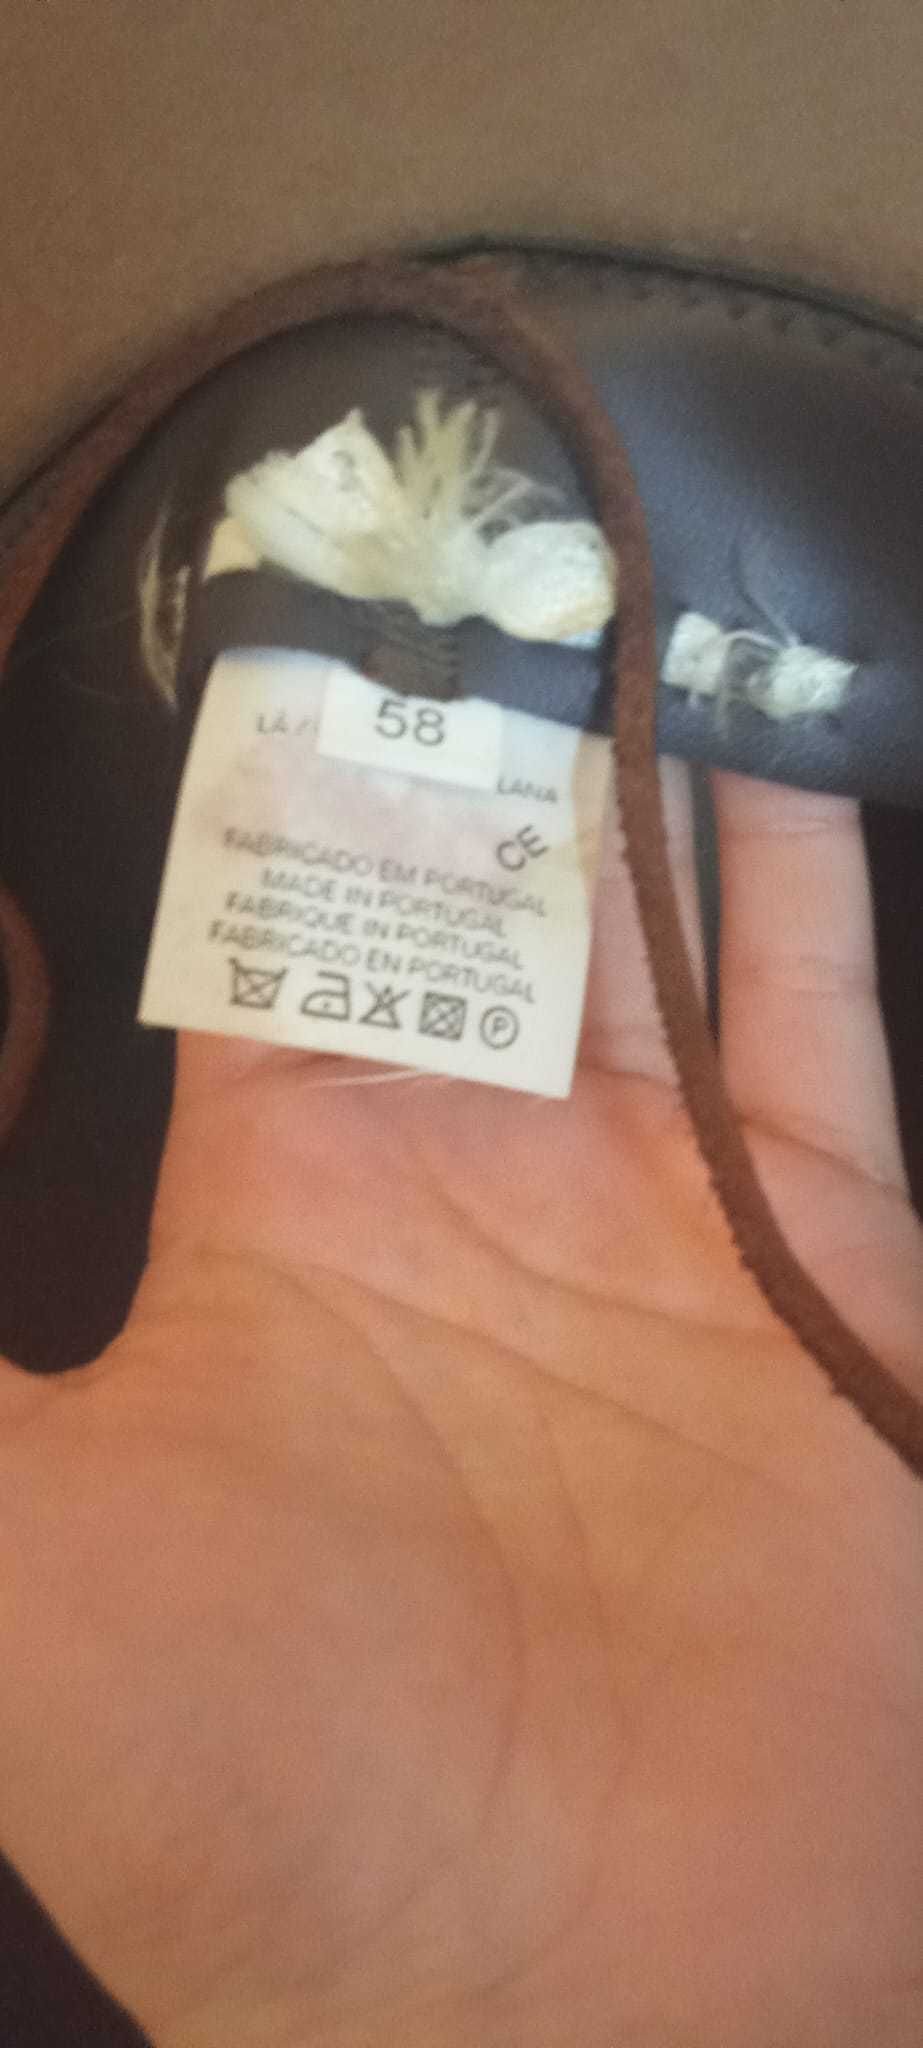 58
LÃ /
LANA
CE
FABRICADO EM PORTUGAL
MADE IN PORTUGAL
FABRIQUE IN PORTUGAL
FABRICADO EN PORTUGAL
P